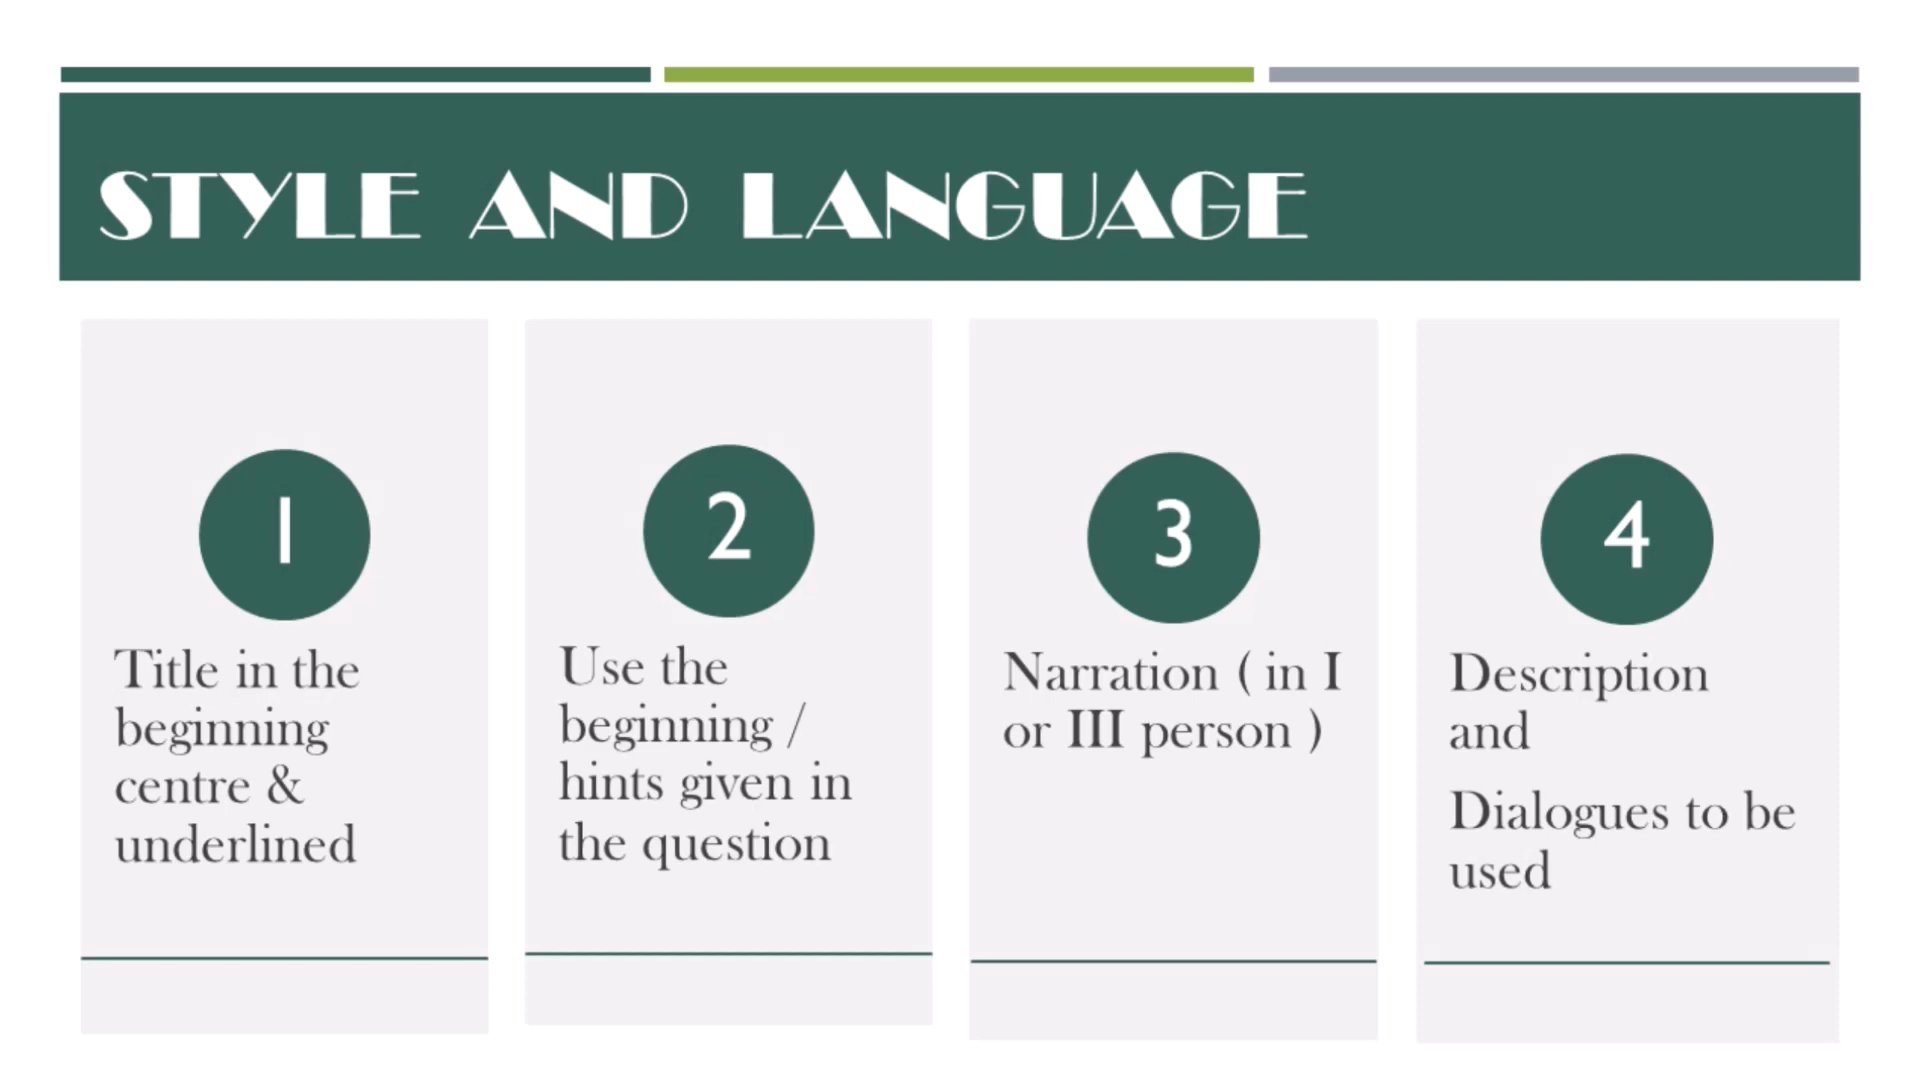 STYLE AND LANGUAGE
1
Title in the
beginning
centre &
underlined
2
Use the
beginning /
hints given in
the question
3
Narration ( in I
or III person )
4
Description
and
Dialogues to be
used